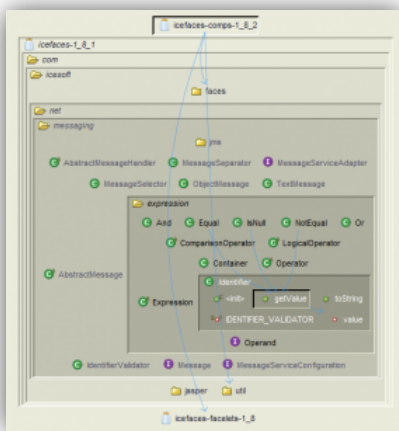 icefaces-comps-1_8_2
icefaces-1_8_1
com
icesoft
faces
net
messaging
jms
AbstractMessageHandler MessageSeparator MessageServiceAdapter
MessageSelector ObjectMessage TextMessage
expression
And Equal IsNull NotEqual Or
ComparisonOperator LogicalOperator
Container Operator
AbstractMessage
Expression
Identifier
<init> getValue toString
IDENTIFIER_VALIDATOR value
Operand
IdentifierValidator Message MessageServiceConfiguration
jasper util
icefaces-facelets-1_8